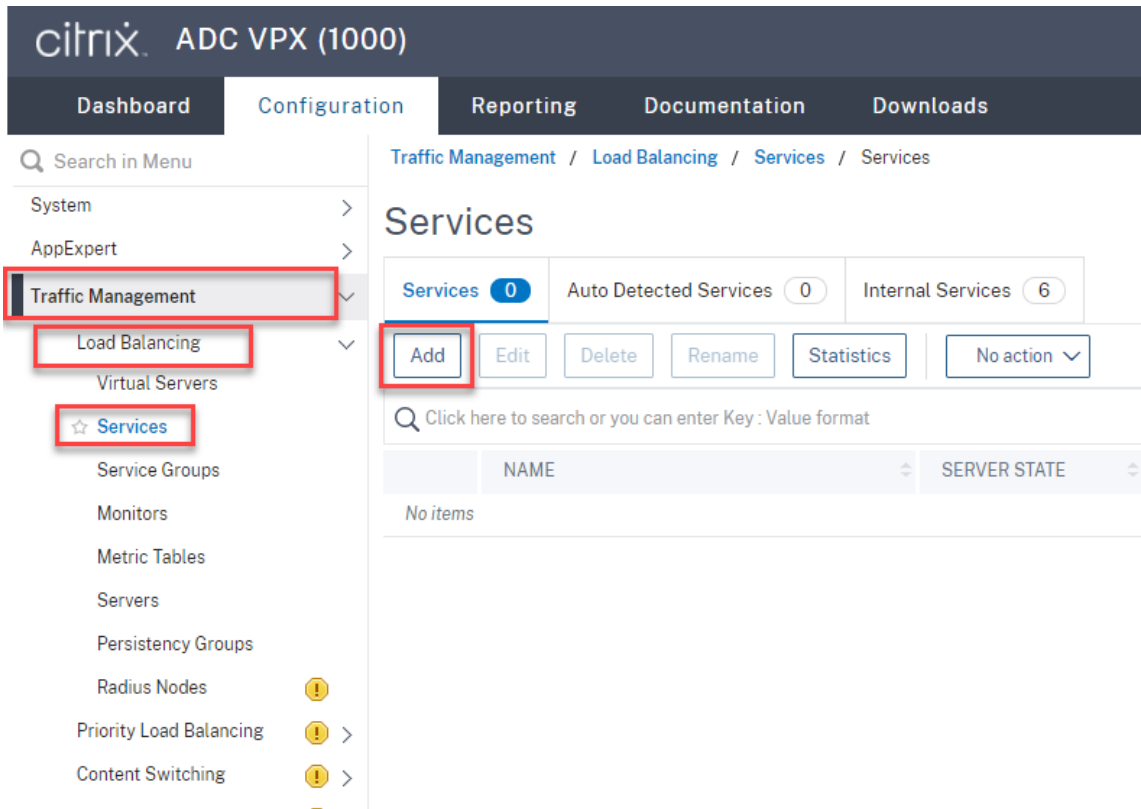 citrix. ADC VPX (1000)
Dashboard Configuration Reporting Documentation Downloads
Search in Menu
System
AppExpert
Traffic Management
Load Balancing
Virtual Servers
Services
Service Groups
Monitors
Metric Tables
Servers
Persistency Groups
Radius Nodes
Priority Load Balancing
Content Switching
Traffic Management / Load Balancing / Services / Services
Services
Services 0 Auto Detected Services 0 Internal Services 6
Add Edit Delete Rename Statistics No action
Click here to search or you can enter Key : Value format
NAME SERVER STATE
No items